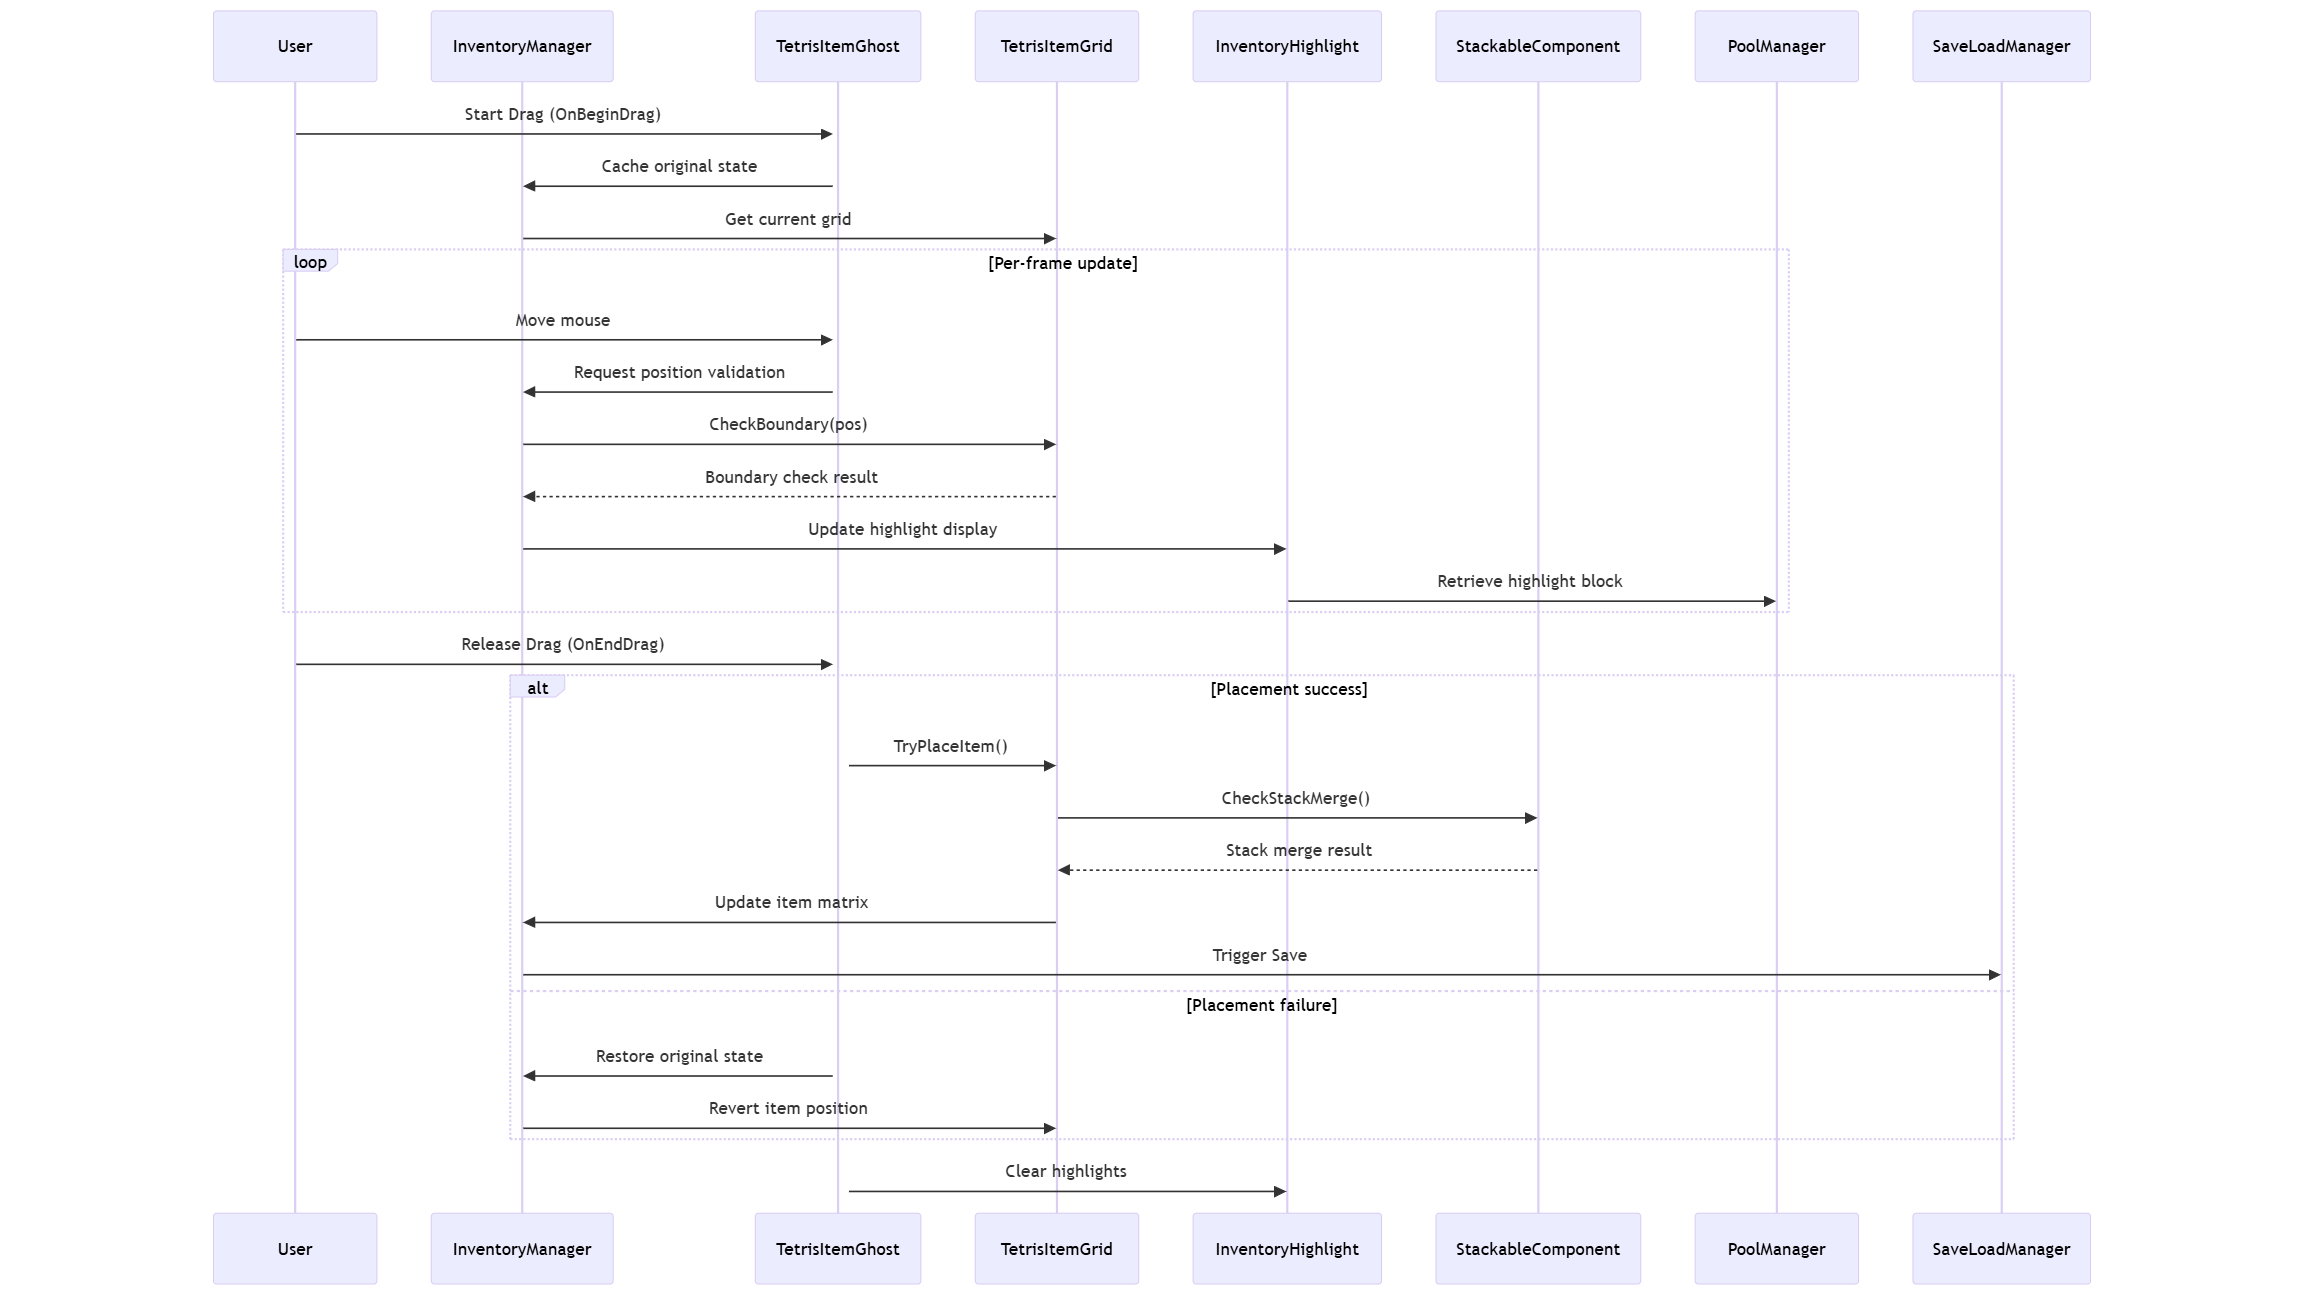 User
InventoryManager
TetrisItemGhost
TetrisItemGrid
InventoryHighlight
StackableComponent
PoolManager
SaveLoadManager
Start Drag (OnBeginDrag)
Cache original state
Get current grid
loop
[Per-frame update]
Move mouse
Request position validation
CheckBoundary(pos)
Boundary check result
Update highlight display
Retrieve highlight block
Release Drag (OnEndDrag)
alt
[Placement success]
TryPlaceItem()
CheckStackMerge()
Stack merge result
Update item matrix
Trigger Save
[Placement failure]
Restore original state
Revert item position
Clear highlights
User
InventoryManager
TetrisItemGhost
TetrisItemGrid
InventoryHighlight
StackableComponent
PoolManager
SaveLoadManager